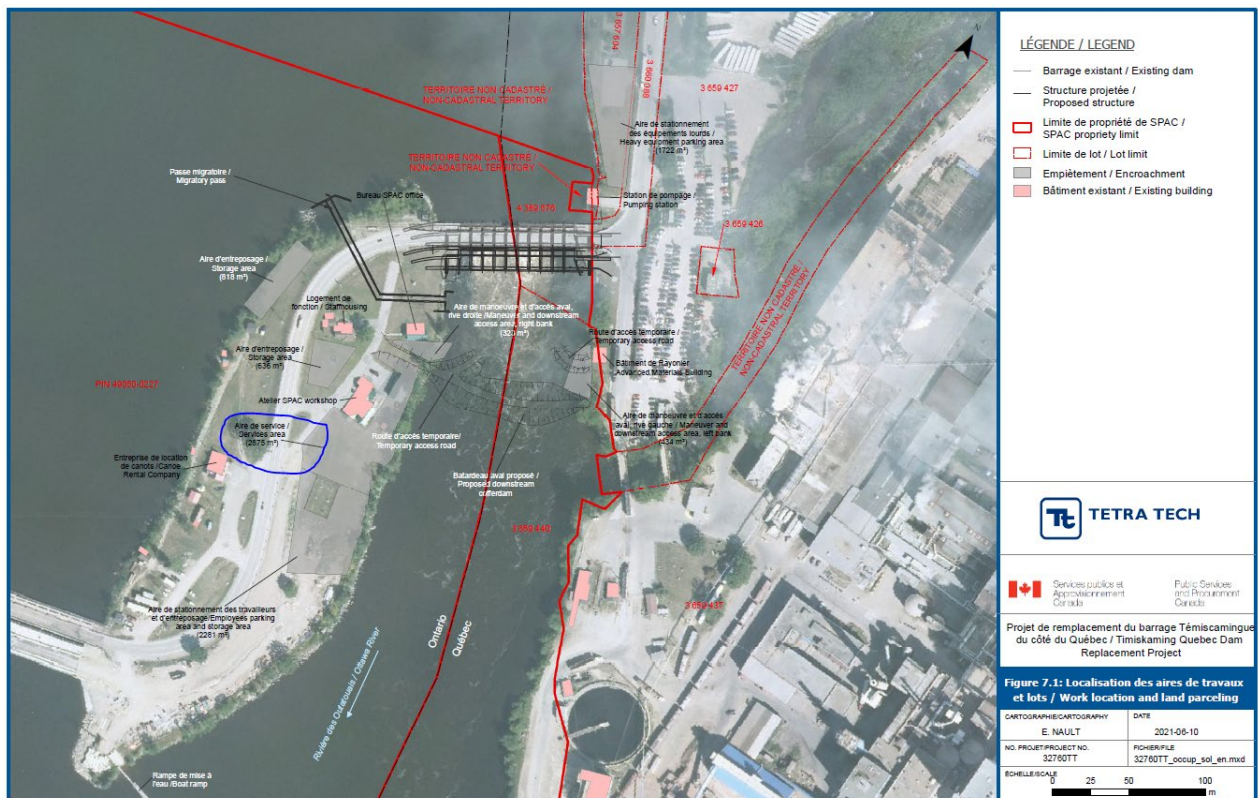 TERRITOIRE NON CADASTRÉ /
NON-CADASTRAL TERRITORY
3 657 604
3 660 088
3 659 427
Aire de stationnement
des équipements lourds /
Heavy equipment parking area
(1722 m²)
TERRITOIRE NON CADASTRÉ /
NON-CADASTRAL TERRITORY
Passe migratoire /
Migratory pass
Bureau SPAC office
Station de pompage /
Pumping station
3 659 426
Aire d'entreposage /
Storage area
(618 m²)
Logement de
fonction / Staffhousing
Aire de manoeuvre et d'accès aval,
rive droite /Maneuver and downstream
access area, right bank
Route d'accès temporaire /
Temporary access road
TERRITOIRE NON CADASTRÉ /
NON-CADASTRAL TERRITORY
Aire d'entreposage /
Storage area
(636 m²)
Bâtiment de Rayonier
Advanced Materials Building
PIN 49050-0227
Atelier SPAC workshop
Aire de service /
Services area
(2675 m²)
Aire de manoeuvre et d'accès
aval, rive gauche / Maneuver and
downstream access area, left bank
(434 m²)
Route d'accès temporaire/
Temporary access road
Entreprise de location
de canots /Canoe
Rental Company
Batardeau aval proposé /
Proposed downstream
cofferdam
Aire de stationnement des travailleurs
et d'entreposage/Employees parking
area and storage area
(2281 m²)
3 659 437
Ontario
Québec
Rivière des Outaouais / Ottawa River
Rampe de mise à
l'eau /Boat ramp
N
LÉGENDE / LEGEND
Barrage existant / Existing dam
Structure projetée /
Proposed structure
Limite de propriété de SPAC /
SPAC propriety limit
Limite de lot / Lot limit
Empiètement / Encroachment
Bâtiment existant / Existing building
Tt TETRA TECH
Services publics et
Approvisionnement
Canada
Public Services
and Procurement
Canada
Projet de remplacement du barrage Témiscamingue
du côté du Québec / Timiskaming Quebec Dam
Replacement Project
Figure 7.1: Localisation des aires de travaux
et lots / Work location and land parceling
CARTOGRAPHIE/CARTOGRAPHY
E. NAULT
DATE
2021-06-10
NO. PROJET/PROJECT NO.
32760TT
FICHIER/FILE
32760TT_occup_sol_en.mxd
ÉCHELLE/SCALE
0 25 50 100
m